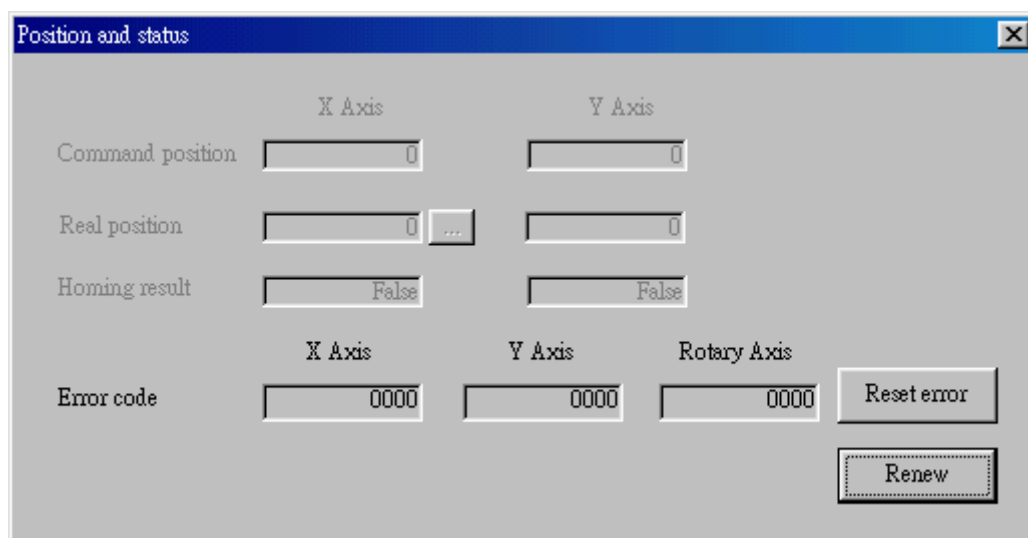 Position and status
X Axis Y Axis
Command position 0 0
Real position 0 ... 0
Homing result False False
X Axis Y Axis Rotary Axis
Error code 0000 0000 0000 Reset error
Renew